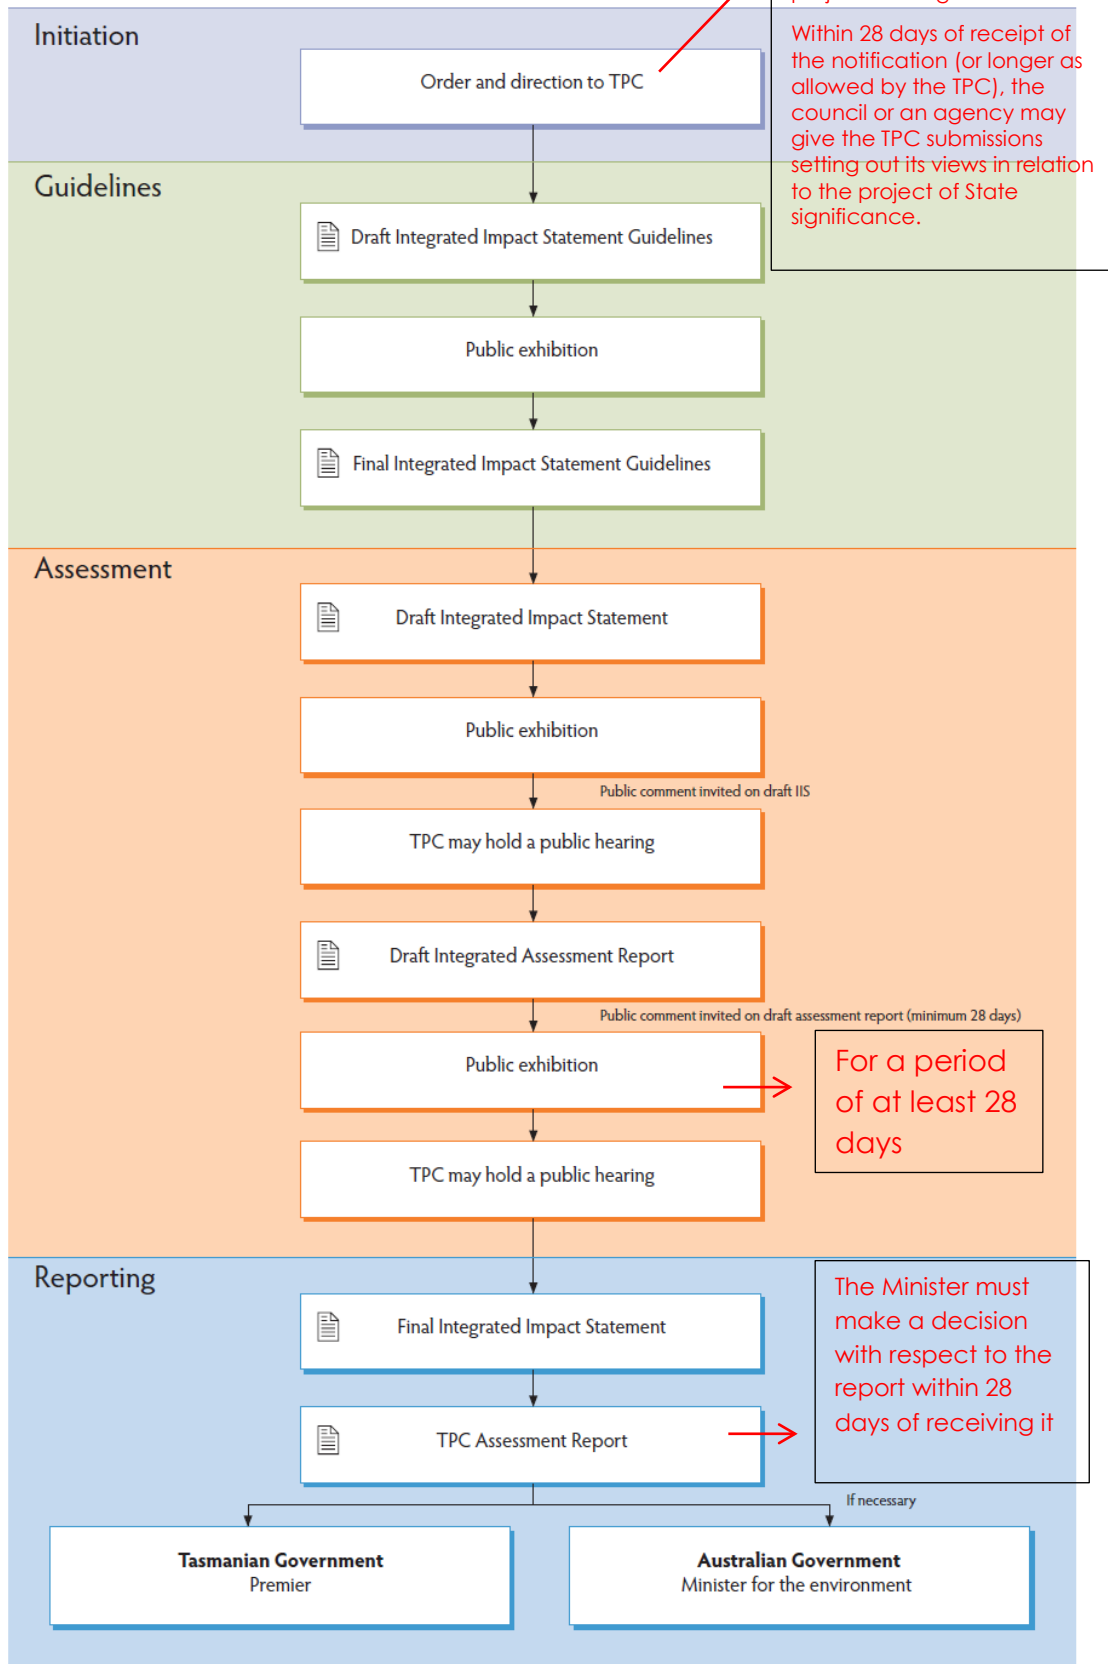 Initiation
Order and direction to TPC
Within 28 days of receipt of
the notification (or longer as
allowed by the TPC), the
council or an agency may
give the TPC submissions
setting out its views in relation
to the project of State
significance.
Guidelines
Draft Integrated Impact Statement Guidelines
Public exhibition
Final Integrated Impact Statement Guidelines
Assessment
Draft Integrated Impact Statement
Public exhibition
Public comment invited on draft IIS
TPC may hold a public hearing
Draft Integrated Assessment Report
Public comment invited on draft assessment report (minimum 28 days)
Public exhibition
For a period
of at least 28
days
TPC may hold a public hearing
Reporting
Final Integrated Impact Statement
The Minister must
make a decision
with respect to the
report within 28
days of receiving it
TPC Assessment Report
If necessary
Tasmanian Government
Premier
Australian Government
Minister for the environment